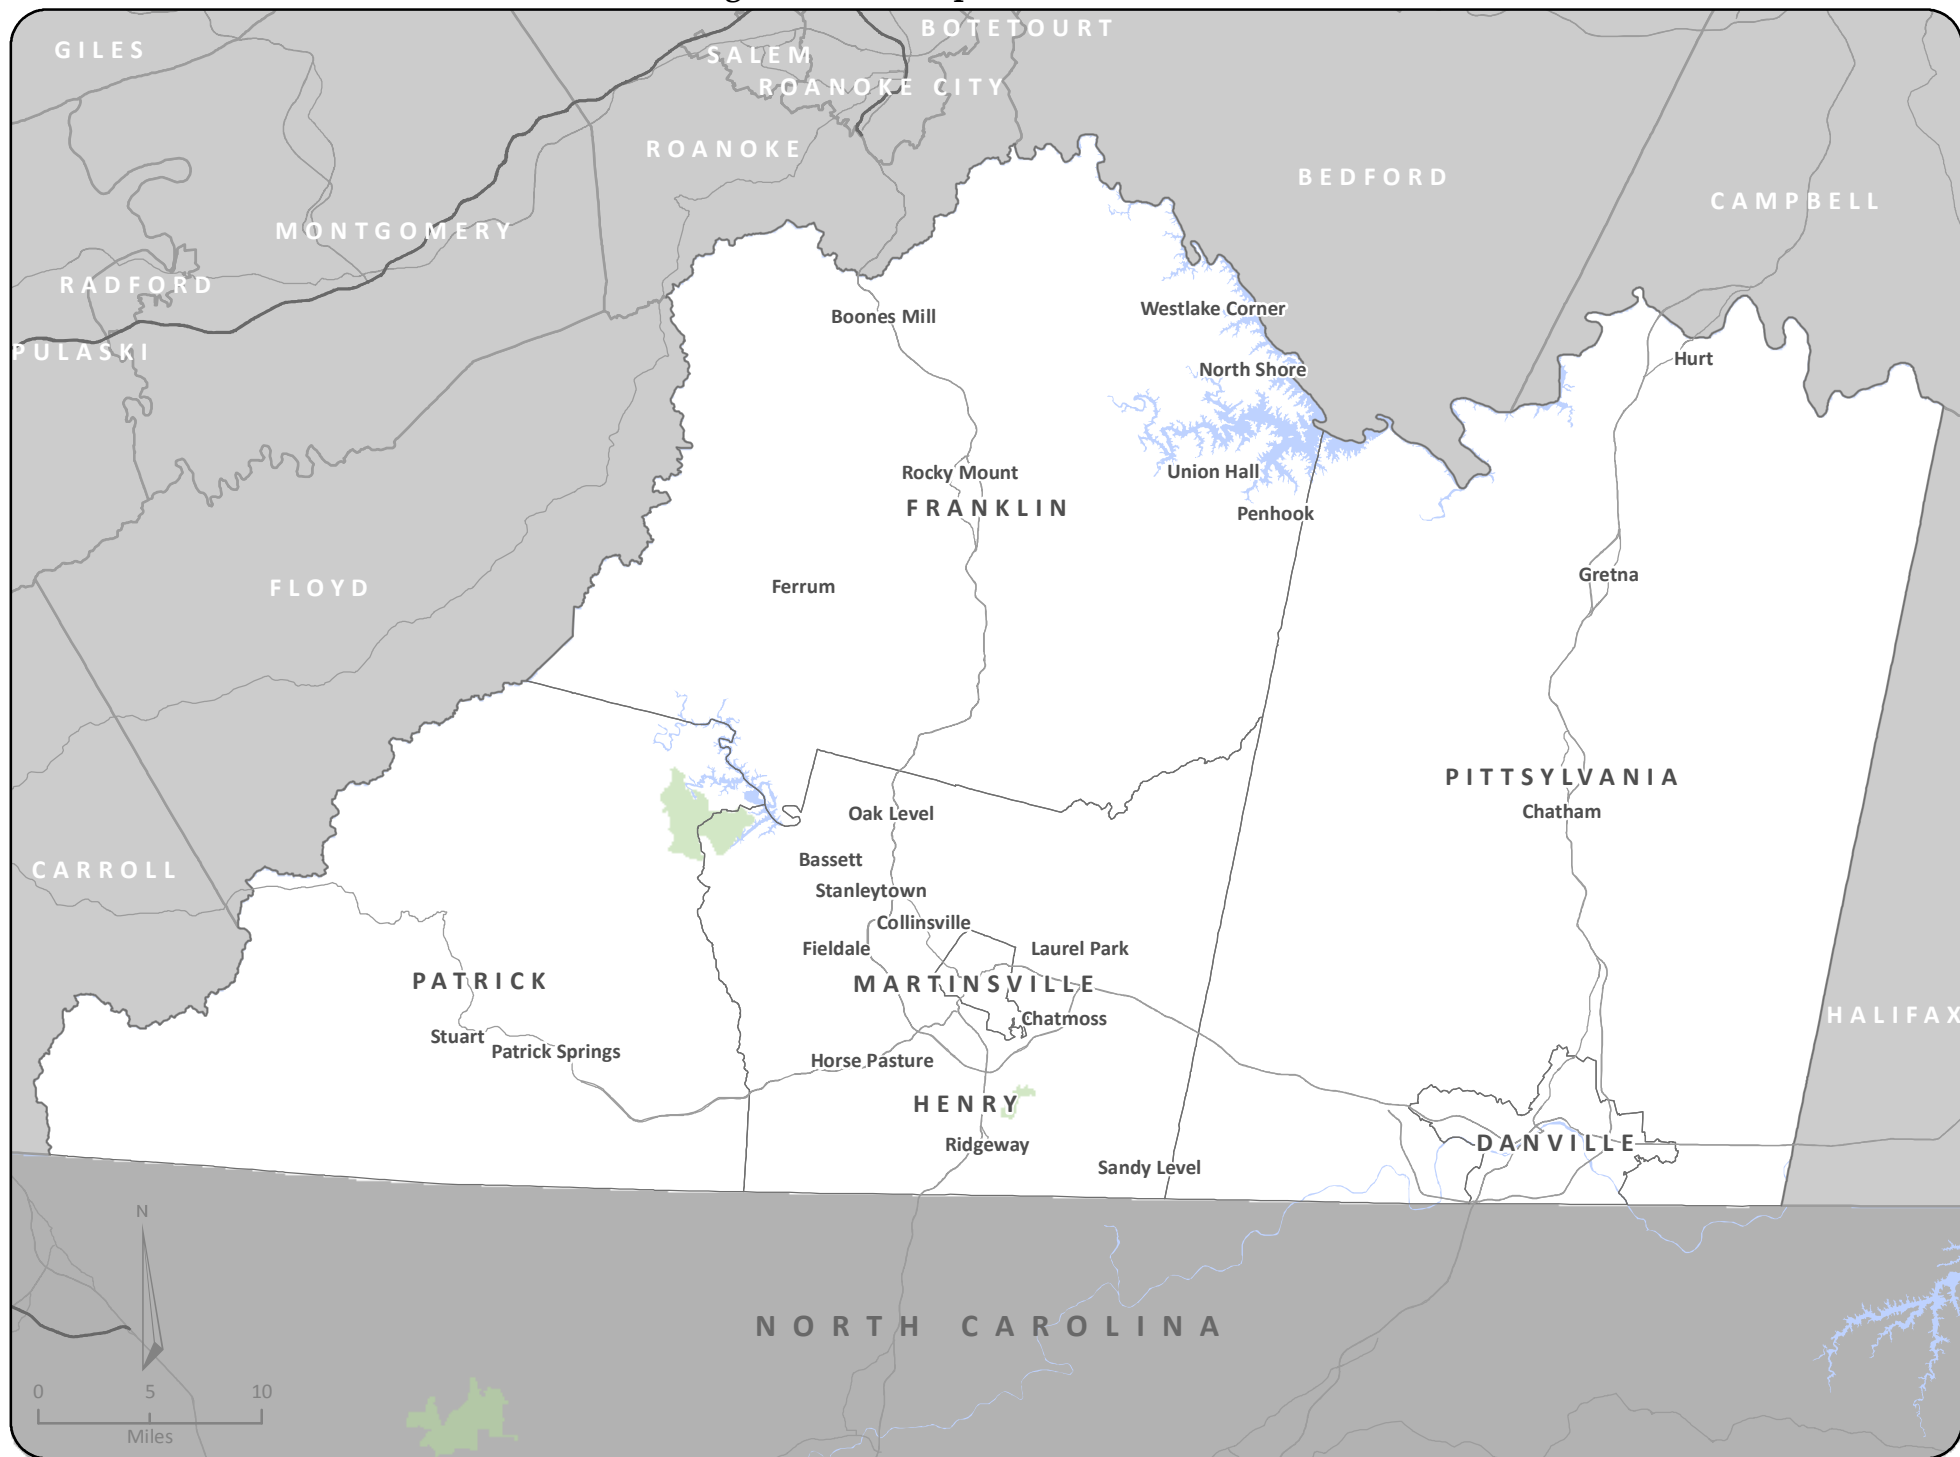 BOTETOURT
GILES
SALEM
ROANOKE CITY
ROANOKE
BEDFORD
CAMPBELL
MONTGOMERY
RADFORD
Westlake Corner
Boones Mill
PULASKI
Hurt
North Shore
Rocky Mount
Union Hall
FRANKLIN
Penhook
Gretna
FLOYD
Ferrum
PITTSYLVANIA
Chatham
Oak Level
Bassett
CARROLL
Stanleytown
Collinsville
Fieldale
Laurel Park
PATRICK
MARTINSVILLE
HALIFAX
Chatmoss
Stuart
Patrick Springs
Horse Pasture
HENRY
Ridgeway
DANVILLE
Sandy Level
N
NORTH CAROLINA
0 5 10
Miles